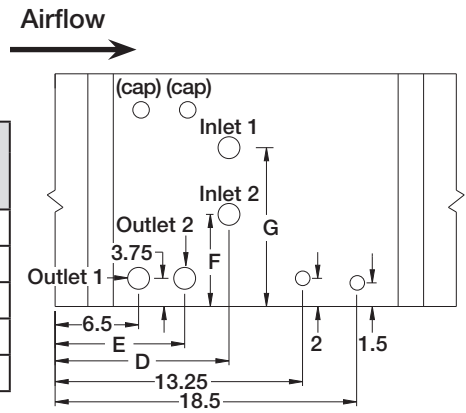 Airflow
(cap) (cap)
Inlet 1
Inlet 2
G
Outlet 2
F
3.75
Outlet 1
6.5
E
2
1.5
D
13.25
18.5